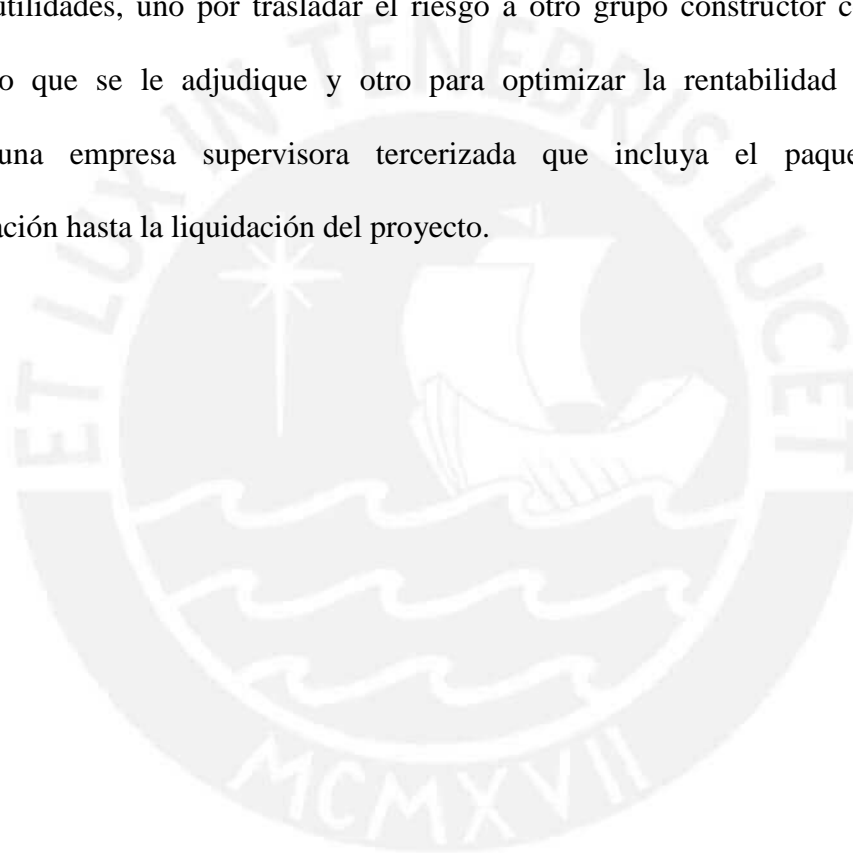 utilidades, uno por trasladar el riesgo a otro grupo constructor c
o que se le adjudique y otro para optimizar la rentabilidad
una empresa supervisora tercerizada que incluya el paque
ación hasta la liquidación del proyecto.
ET LUX IN TENEBRIS LUCET
MCMXVII